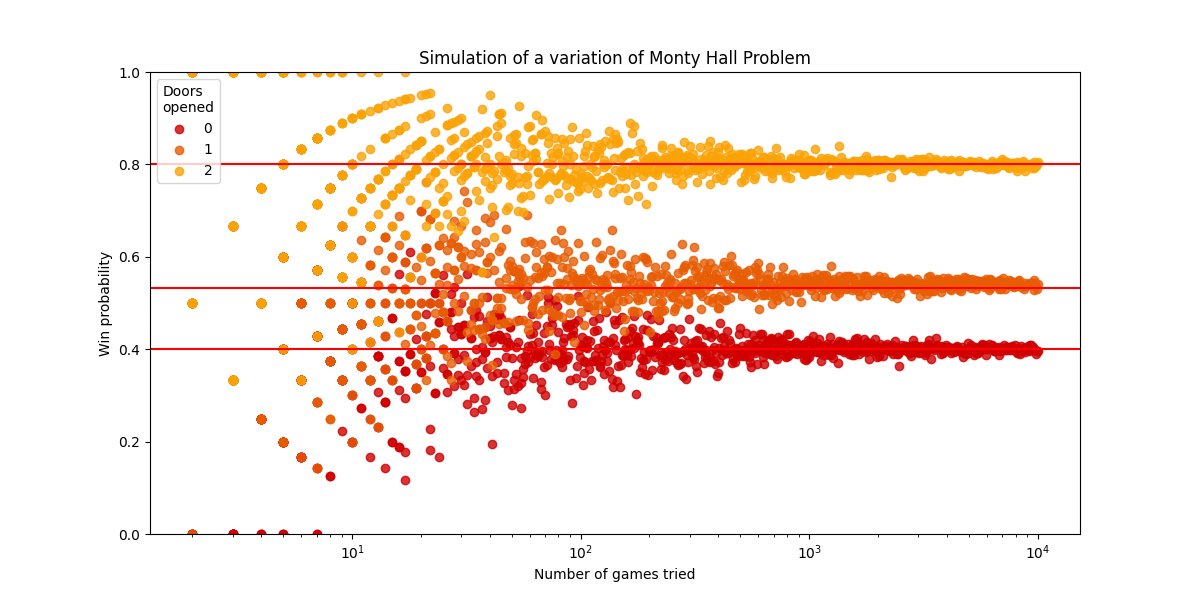 Simulation of a variation of Monty Hall Problem
1.0
0.8
0.6
0.4
0.2
0.0
Win probability
Doors
opened
0
1
2
10¹
10²
10³
10⁴
Number of games tried